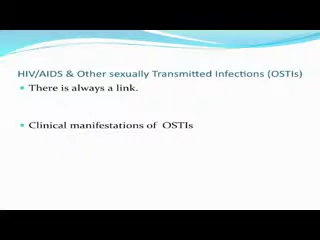 HIV/AIDS & Other sexually Transmitted Infections (OSTIs)
There is always a link.
Clinical manifestations of OSTIs